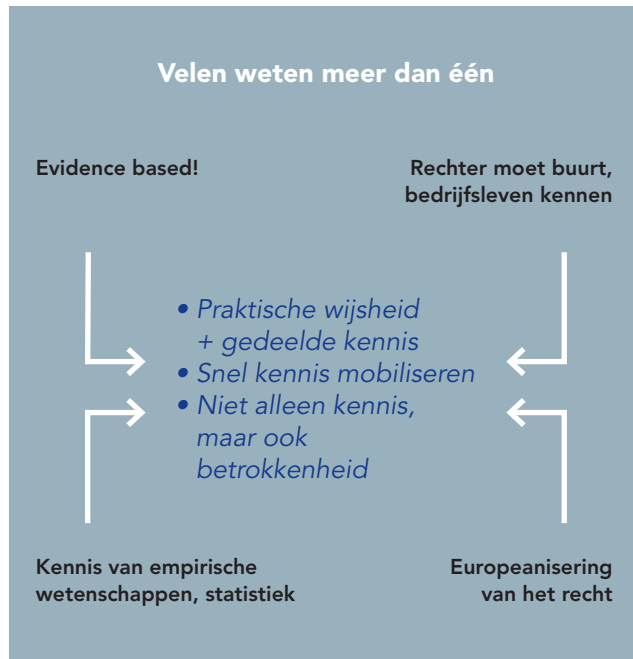 Velen weten meer dan één
Evidence based!
Rechter moet buurt,
bedrijfsleven kennen
• Praktische wijsheid
+ gedeelde kennis
• Snel kennis mobiliseren
• Niet alleen kennis,
maar ook
betrokkenheid
Kennis van empirische
wetenschappen, statistiek
Europeanisering
van het recht